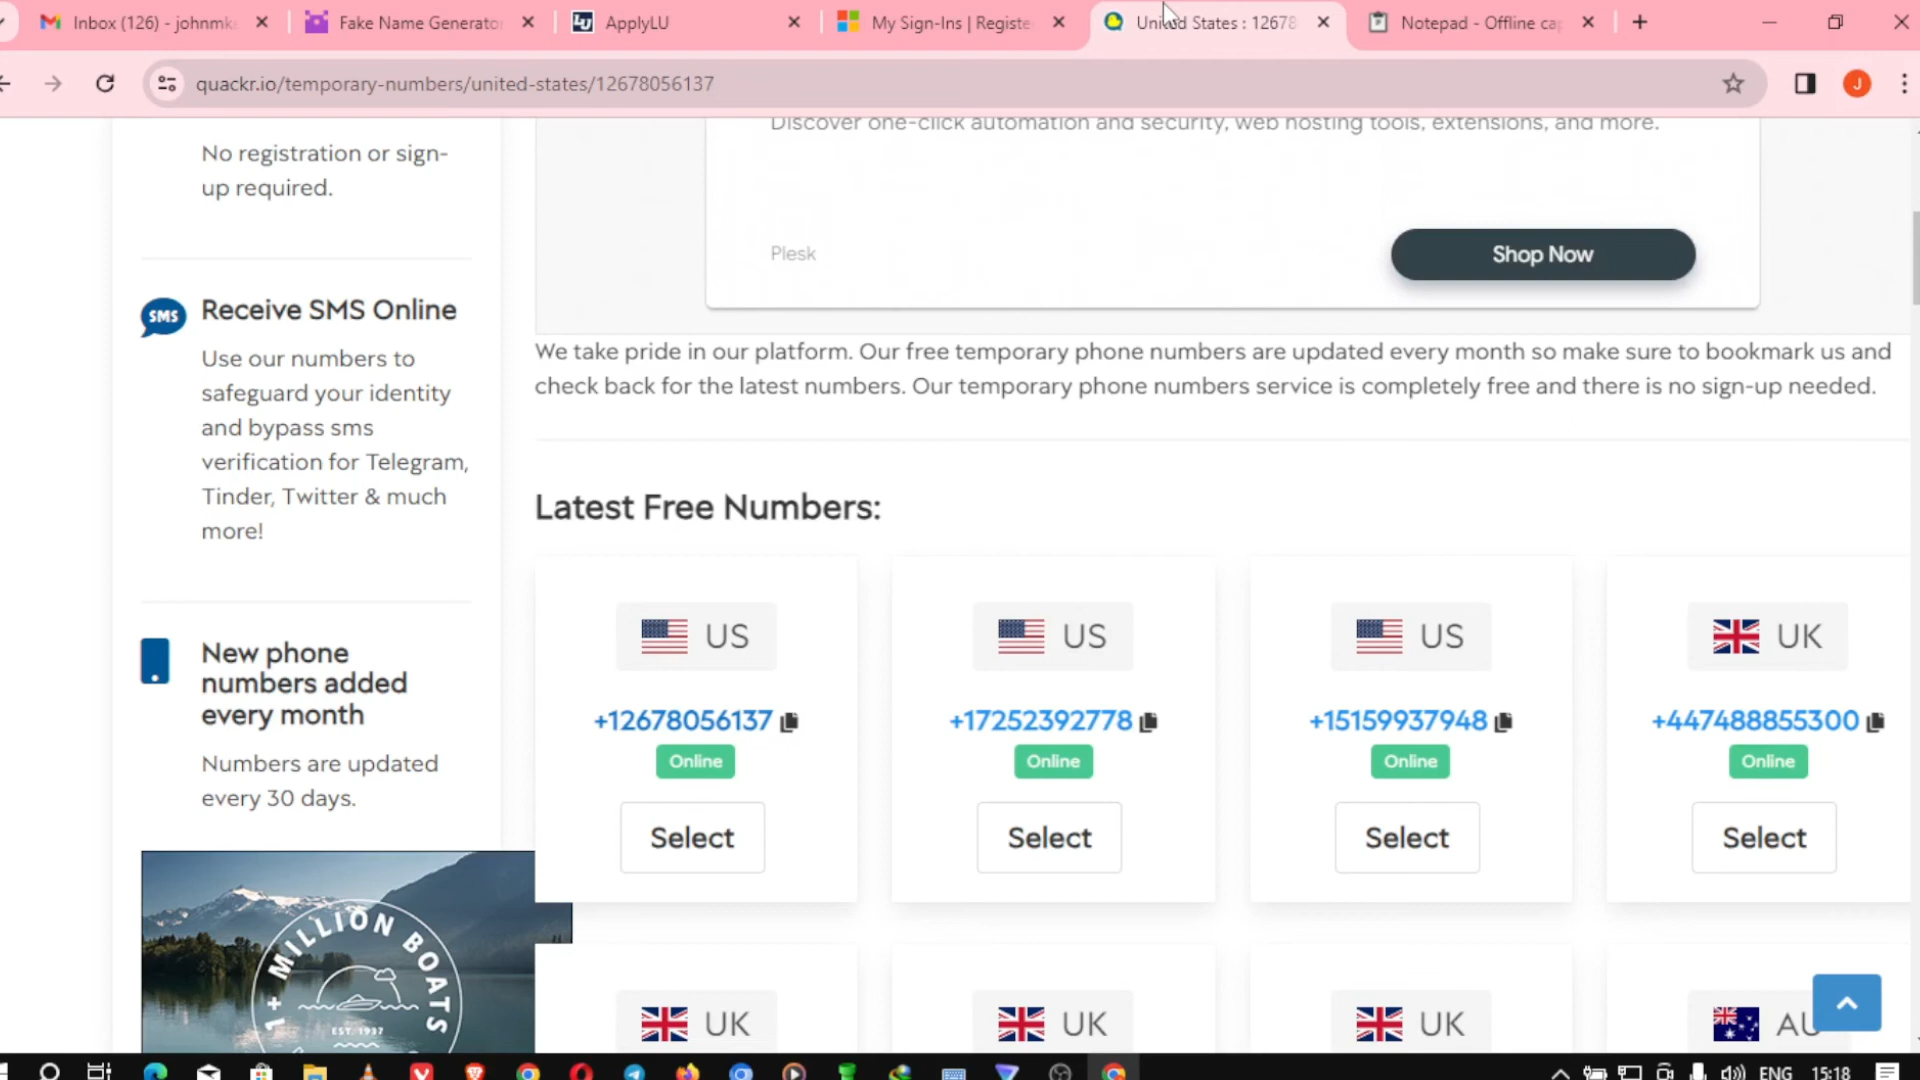 Inbox (126) - johnmk
Fake Name Generator
ApplyLU
My Sign-Ins | Registe
United States : 12678
Notepad - Offline cap
quackr.io/temporary-numbers/united-states/12678056137
J
No registration or sign-
up required.
SMS
Receive SMS Online
Use our numbers to
safeguard your identity
and bypass sms
verification for Telegram,
Tinder, Twitter & much
more!
New phone
numbers added
every month
Numbers are updated
every 30 days.
1+ MILLION BOATS
EST. 1937
Discover one-click automation and security, web hosting tools, extensions, and more.
Plesk
Shop Now
We take pride in our platform. Our free temporary phone numbers are updated every month so make sure to bookmark us and
check back for the latest numbers. Our temporary phone numbers service is completely free and there is no sign-up needed.
Latest Free Numbers:
US US US UK
+12678056137 +17252392778 +15159937948 +447488855300
Online Online Online Online
Select Select Select Select
UK UK UK AU
ENG 15:18